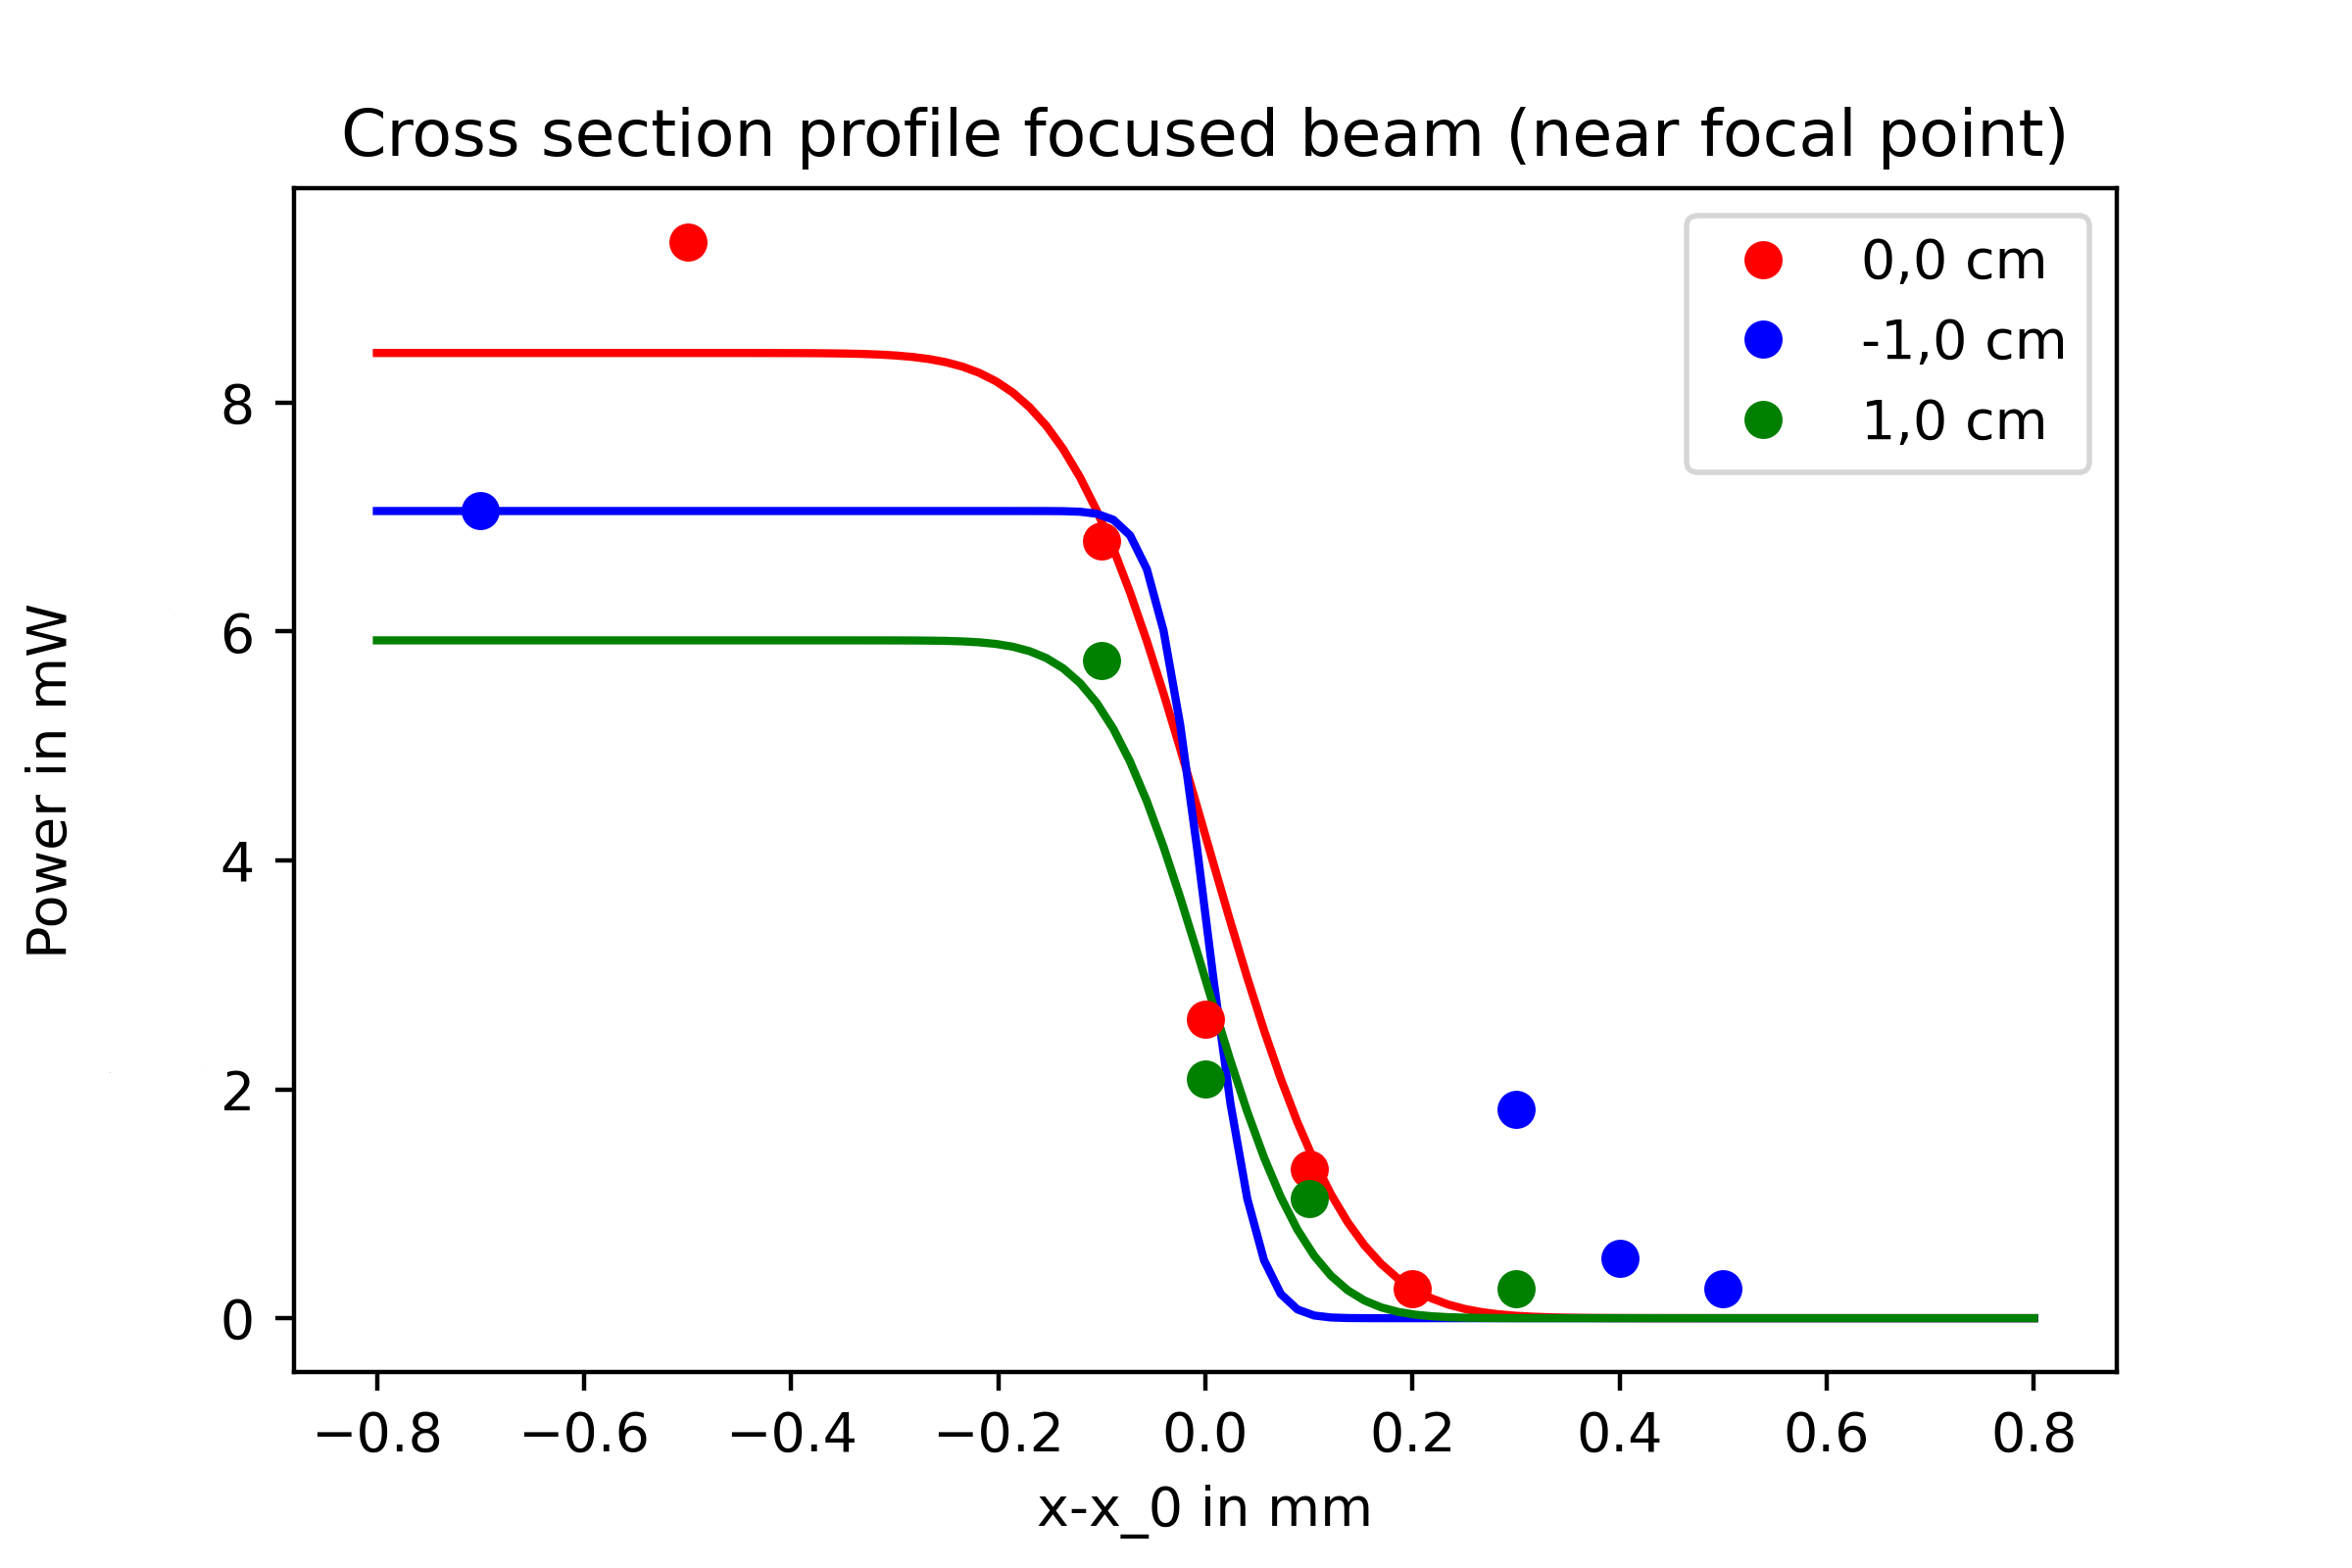 Cross section profile focused beam (near focal point)
0,0 cm
-1,0 cm
1,0 cm
Power in mW
8
6
4
2
0
−0.8 −0.6 −0.4 −0.2 0.0 0.2 0.4 0.6 0.8
x-x_0 in mm